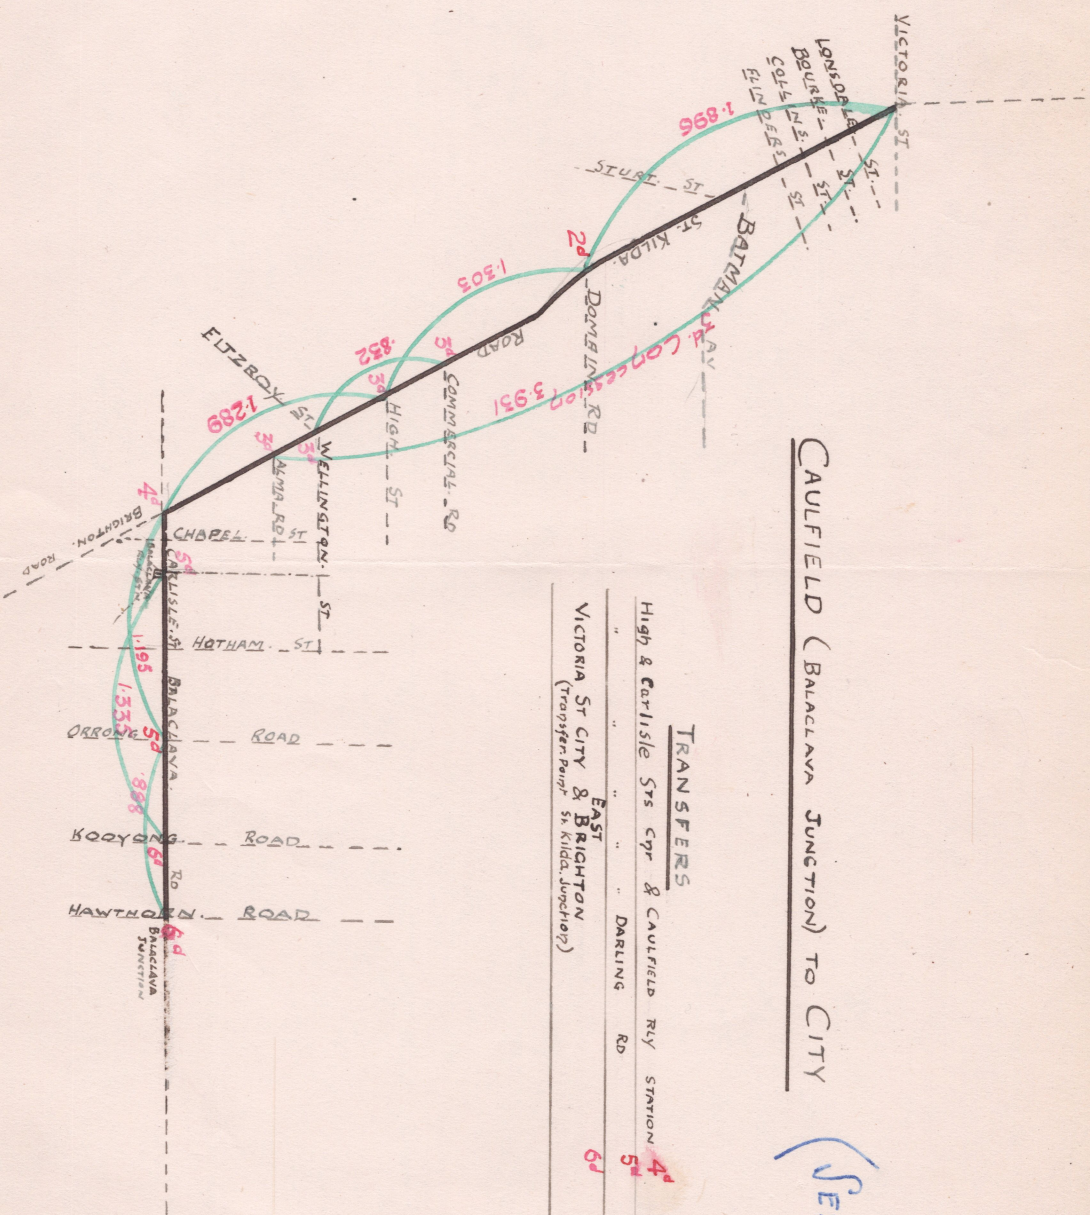 CAULFIELD (BALACLAVA JUNCTION) TO CITY
(SE
TRANSFERS
High & Carlisle Sts cnr & CAULFIELD RLY STATION 4d
" " " " " DARLING RD 5d
VICTORIA ST CITY & BRIGHTON EAST 6d
(Transfer Point St. Kilda Junction)
VICTORIA ST
LONSDALE ST.
BOURKE ST.
COLLINS ST.
FLINDERS ST
1.896
STURT ST
BATMAN AV
ST. KILDA
ROAD
2d
DOMAIN RD
1.303
Concession
3.931
3d
COMMERCIAL RD
.832
3d
HIGH ST
FITZROY ST
1.289
3d
WELLINGTON ST
3d
ALMA RD
4d
BRIGHTON ROAD
CHAPEL ST
5d
CARLISLE St
HOTHAM ST
1.195
1.335
BALACLAVA
RD
ORRONG ROAD
5d
.898
KOOYONG ROAD
6d
HAWTHORN ROAD
6d
BALACLAVA
JUNCTION